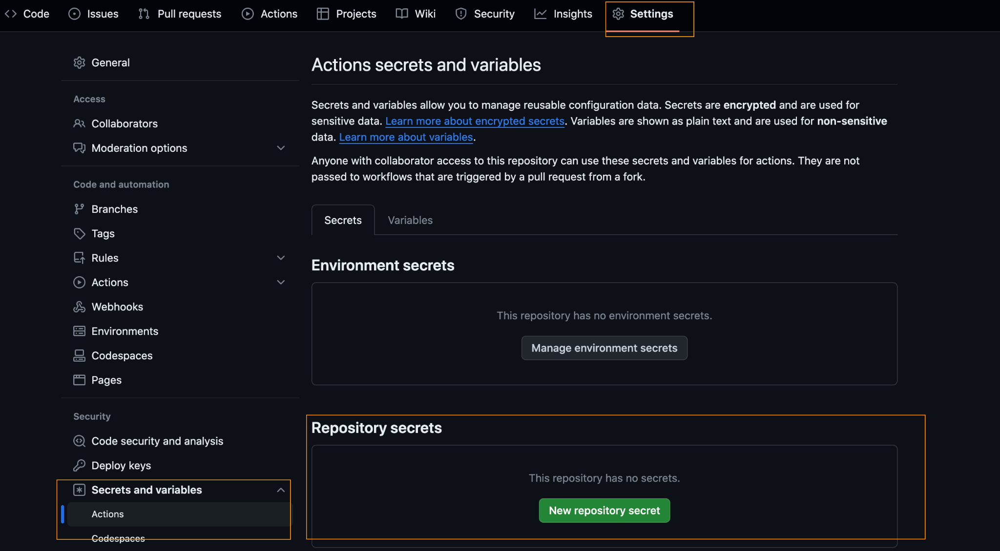 Code Issues Pull requests Actions Projects Wiki Security Insights Settings
General
Access
Collaborators
Moderation options
Code and automation
Branches
Tags
Rules
Actions
Webhooks
Environments
Codespaces
Pages
Security
Code security and analysis
Deploy keys
Secrets and variables
Actions
Codespaces
Actions secrets and variables
Secrets and variables allow you to manage reusable configuration data. Secrets are encrypted and are used for
sensitive data. Learn more about encrypted secrets. Variables are shown as plain text and are used for non-sensitive
data. Learn more about variables.
Anyone with collaborator access to this repository can use these secrets and variables for actions. They are not
passed to workflows that are triggered by a pull request from a fork.
Secrets Variables
Environment secrets
This repository has no environment secrets.
Manage environment secrets
Repository secrets
This repository has no secrets.
New repository secret